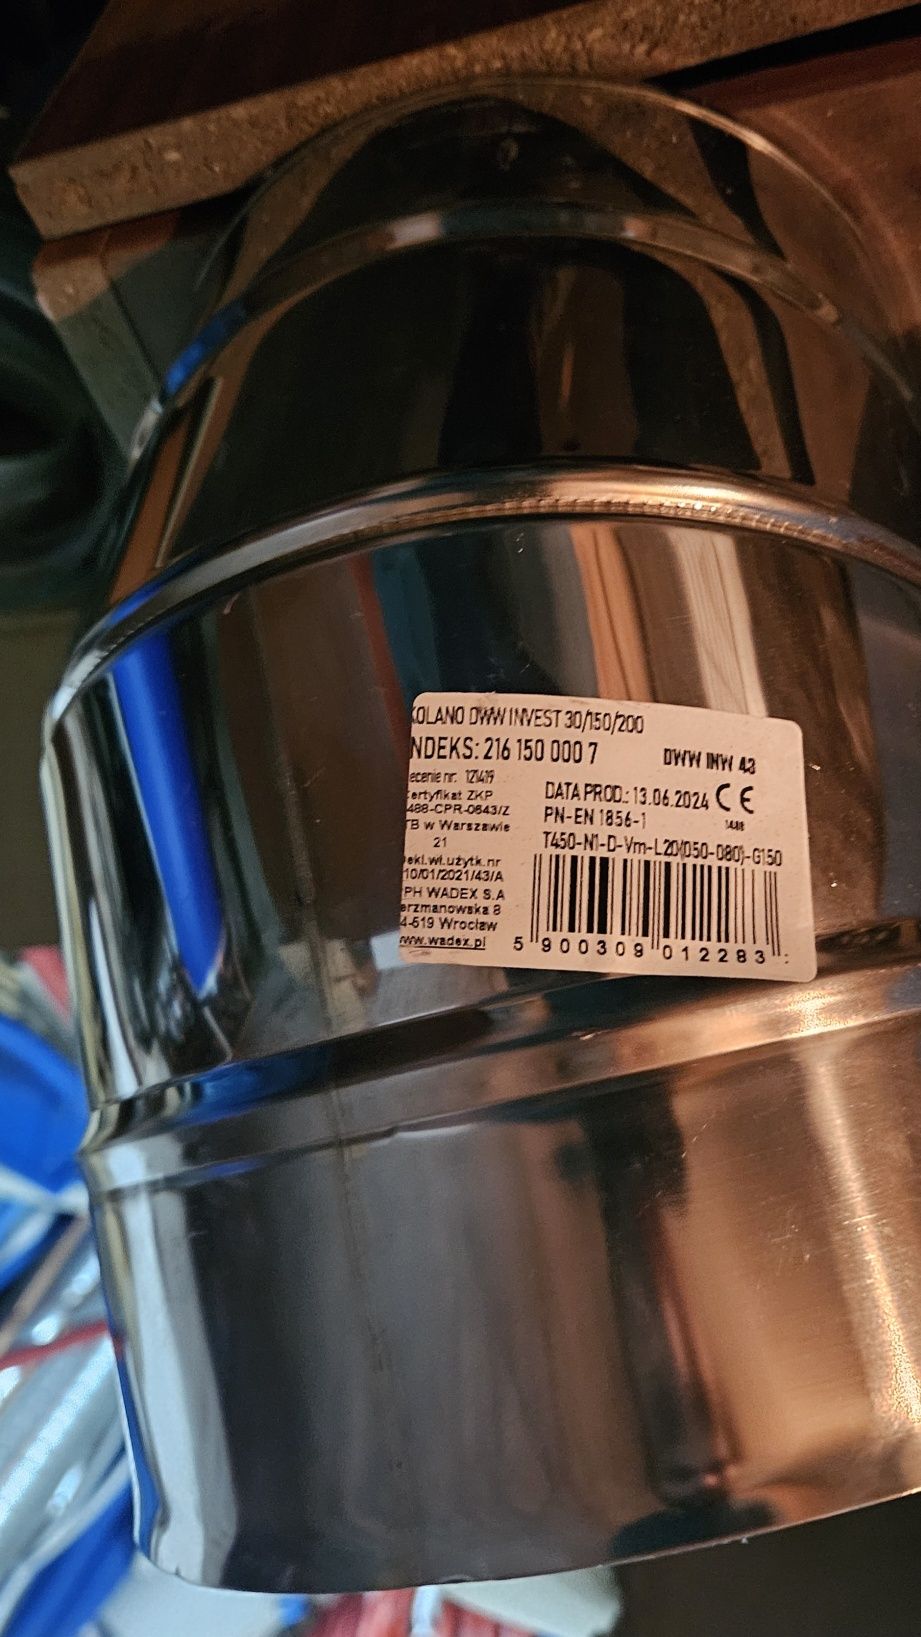 KOLANO DWW INVEST 30/150/200
NDEKS: 216 150 000 7
DWW INW 43
ecenie nr: 121419
ertyfikat ZKP
488-CPR-0643/Z
TB w Warszawie
21
ekl.wł.użytk.nr
10/01/2021/43/A
PH WADEX S.A
erzmanowska 8
4-519 Wrocław
www.wadex.pl
DATA PROD.: 13.06.2024 CE
PN-EN 1856-1
1488
T450-N1-D-Vm-L20(D50-080)-G150
5 900309 012283